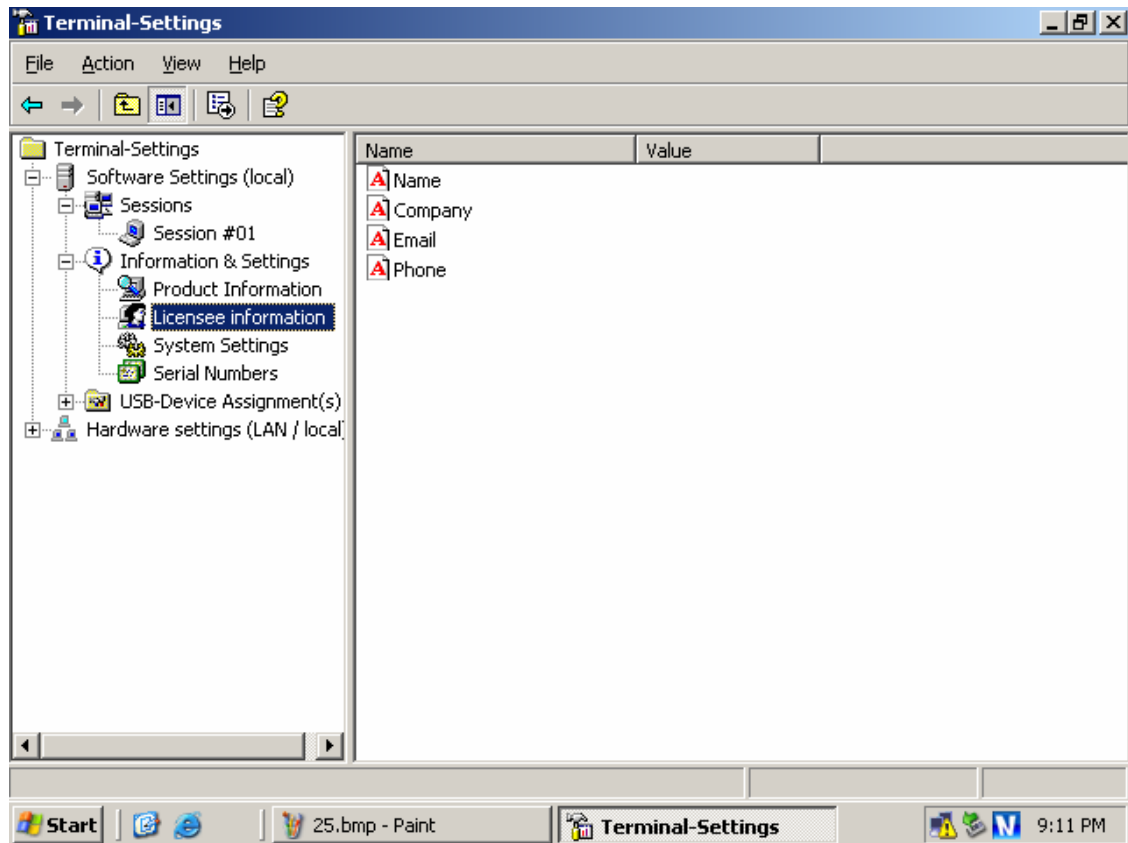 Terminal-Settings
File Action View Help
Terminal-Settings
Software Settings (local)
Sessions
Session #01
Information & Settings
Product Information
Licensee information
System Settings
Serial Numbers
USB-Device Assignment(s)
Hardware settings (LAN / local
Name Value
A Name
A Company
A Email
A Phone
Start 25.bmp - Paint Terminal-Settings N 9:11 PM